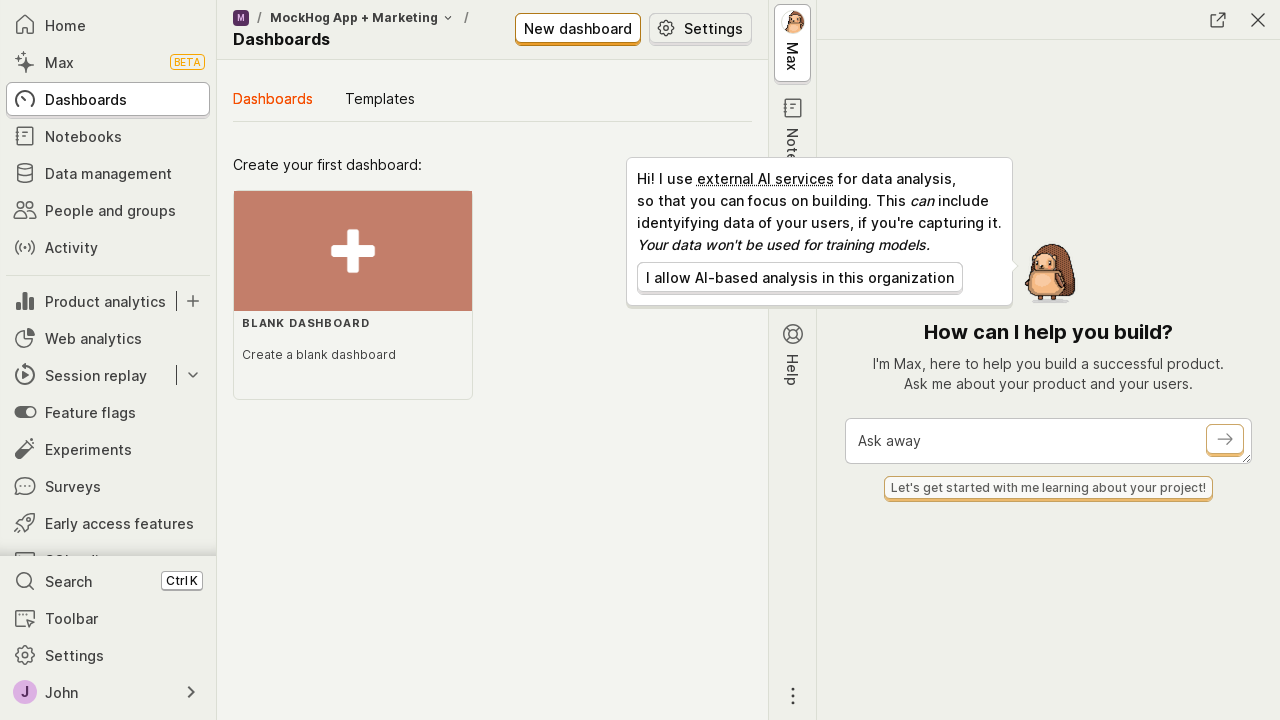 Home
Max
BETA
Dashboards
Notebooks
Data management
People and groups
Activity
Product analytics
Web analytics
Session replay
Feature flags
Experiments
Surveys
Early access features
Search
Ctrl K
Toolbar
Settings
J
John
M / MockHog App + Marketing /
Dashboards
New dashboard
Settings
Dashboards
Templates
Create your first dashboard:
BLANK DASHBOARD
Create a blank dashboard
Max
Help
Hi! I use external AI services for data analysis,
so that you can focus on building. This can include
identyifying data of your users, if you're capturing it.
Your data won't be used for training models.
I allow AI-based analysis in this organization
How can I help you build?
I'm Max, here to help you build a successful product.
Ask me about your product and your users.
Ask away
Let's get started with me learning about your project!